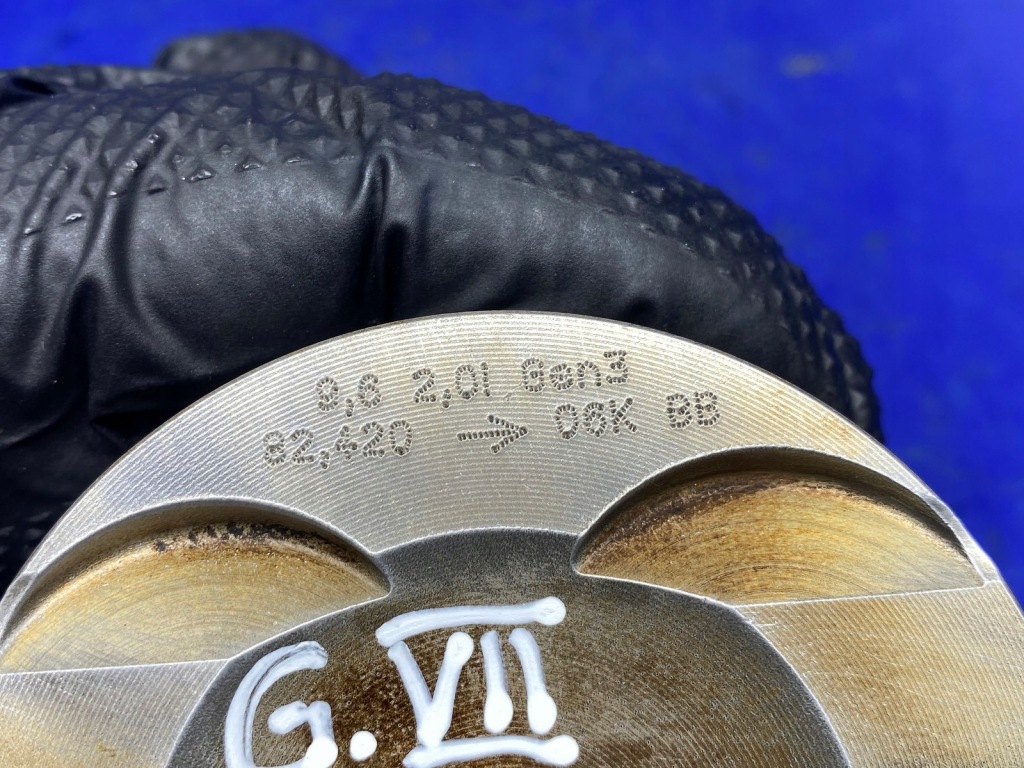 9,6 2,0l Gen3
82,420 → 06K BB
G.VII